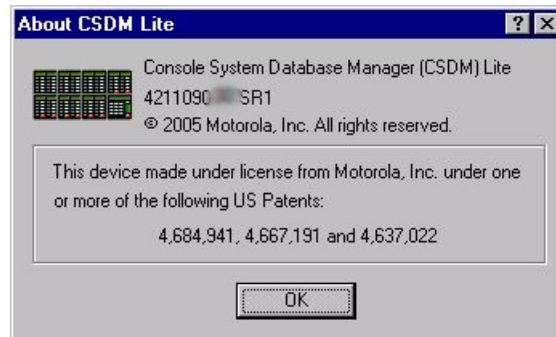 About CSDM Lite
? ×
Console System Database Manager (CSDM) Lite
4211090 SR1
© 2005 Motorola, Inc. All rights reserved.
This device made under license from Motorola, Inc. under one
or more of the following US Patents:
4,684,941, 4,667,191 and 4,637,022
OK